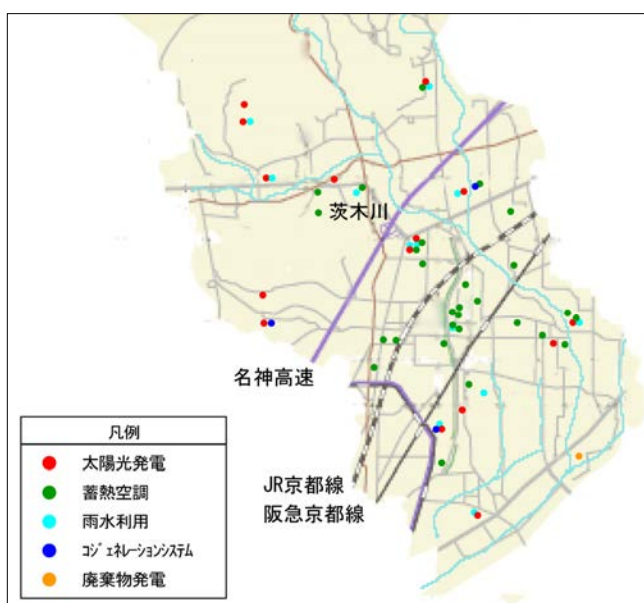 茨木川
名神高速
JR京都線
阪急京都線
凡例
太陽光発電
蓄熱空調
雨水利用
ｺｼﾞｪﾈﾚｰｼｮﾝｼｽﾃﾑ
廃棄物発電